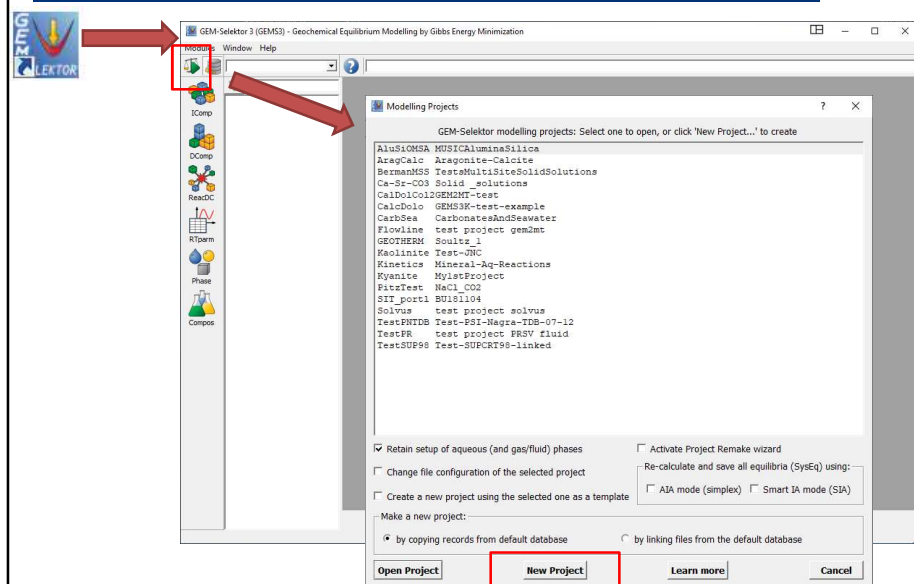 GEM
LEKTOR
GEM-Selektor 3 (GEMS3) - Geochemical Equilibrium Modelling by Gibbs Energy Minimization
Modules Window Help
IComp
DComp
ReacDC
RTparm
Phase
Compos
Modelling Projects
GEM-Selektor modelling projects: Select one to open, or click 'New Project...' to create
AluSiOMSA MUSICAluminaSilica
AragCalc Aragonite-Calcite
BermanMSS TestsMultiSiteSolidSolutions
Ca-Sr-CO3 Solid _solutions
CalDolCol2GEM2MT-test
CalcDolo GEMS3K-test-example
CarbSea CarbonatesAndSeawater
Flowline test project gem2mt
GEOTHERM Soultz_1
Kaolinite Test-JNC
Kinetics Mineral-Aq-Reactions
Kyanite My1stProject
PitzTest NaCl_CO2
SIT_port1 BU181104
Solvus test project solvus
TestPNTDB Test-PSI-Nagra-TDB-07-12
TestPR test project PRSV fluid
TestSUP98 Test-SUPCRT98-linked
Retain setup of aqueous (and gas/fluid) phases
Activate Project Remake wizard
Change file configuration of the selected project
Re-calculate and save all equilibria (SysEq) using:
Create a new project using the selected one as a template
AIA mode (simplex) Smart IA mode (SIA)
Make a new project:
by copying records from default database
by linking files from the default database
Open Project New Project Learn more Cancel